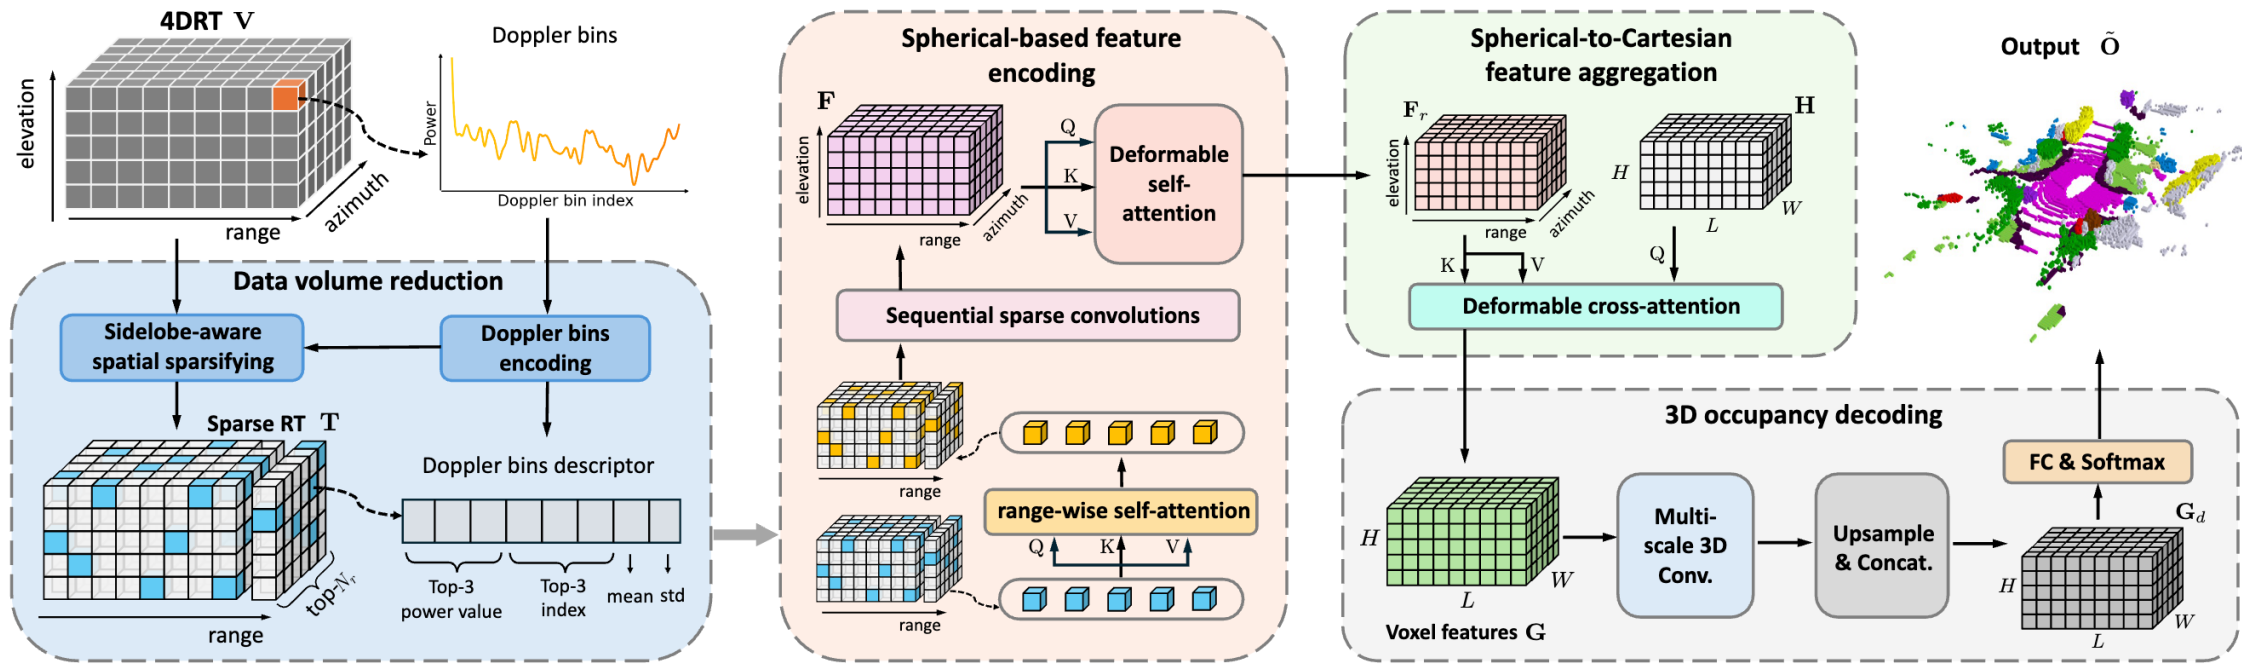 4DRT V
Doppler bins
elevation
range
azimuth
Power
Doppler bin index
Data volume reduction
Sidelobe-aware
spatial sparsifying
Doppler bins
encoding
Sparse RT T
range
top-N_r
Doppler bins descriptor
Top-3
power value
Top-3
index
mean
std
Spherical-based feature
encoding
F
elevation
range
azimuth
Q
K
V
Deformable
self-
attention
Sequential sparse convolutions
range
range-wise self-attention
Q
K
V
range
Spherical-to-Cartesian
feature aggregation
F_r
elevation
range
azimuth
H
H
L
W
K
V
Q
Deformable cross-attention
Output Õ
3D occupancy decoding
H
L
W
Voxel features G
Multi-
scale 3D
Conv.
Upsample
& Concat.
FC & Softmax
G_d
H
L
W